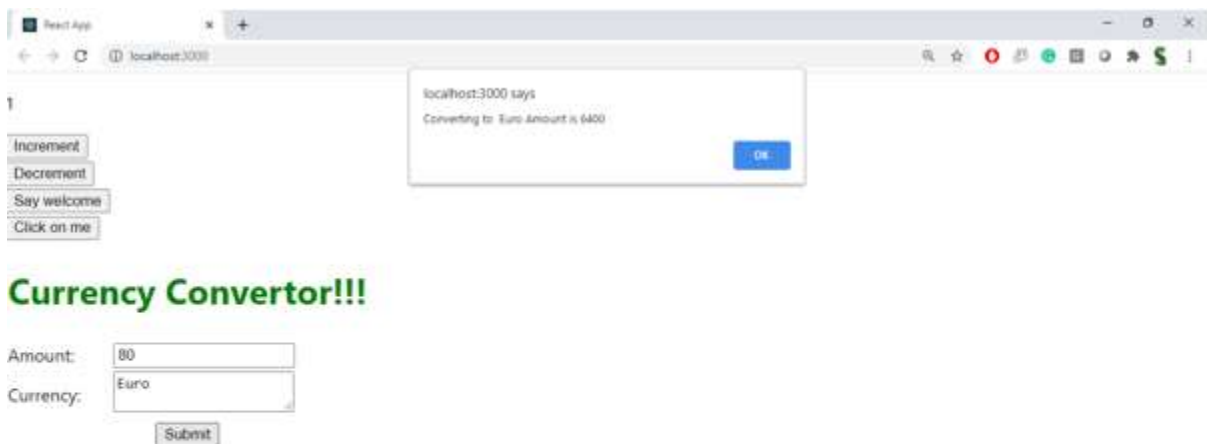 React App
localhost:3000
localhost:3000 says
Converting to Euro Amount is 6400
OK
1
Increment
Decrement
Say welcome
Click on me
Currency Convertor!!!
Amount: 80
Currency: Euro
Submit